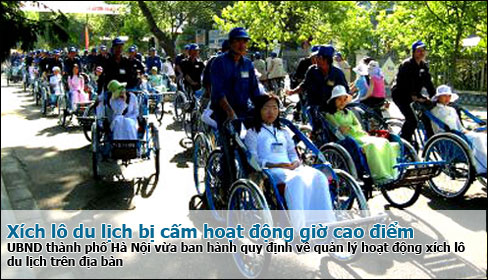 Xích lô du lịch bị cấm hoạt động giờ cao điểm
UBND thành phố Hà Nội vừa ban hành quy định về quản lý hoạt động xích lô
du lịch trên địa bàn